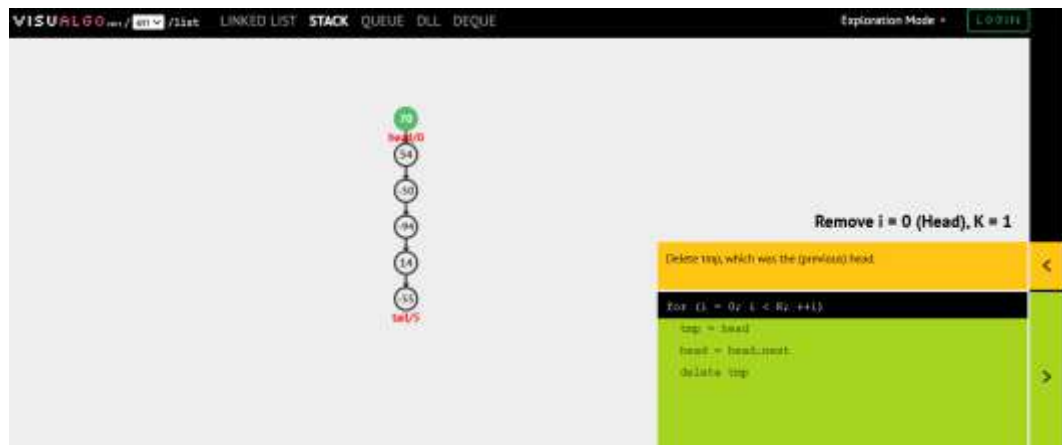 VISUALGO.NET / en /list LINKED LIST STACK QUEUE DLL DEQUE Exploration Mode LOGIN
70
head/0
54
-50
-94
14
-55
tail/5
Remove i = 0 (Head), K = 1
Delete tmp, which was the (previous) head.
for (i = 0; i < K; ++i)
tmp = head
head = head.next
delete tmp
<
>